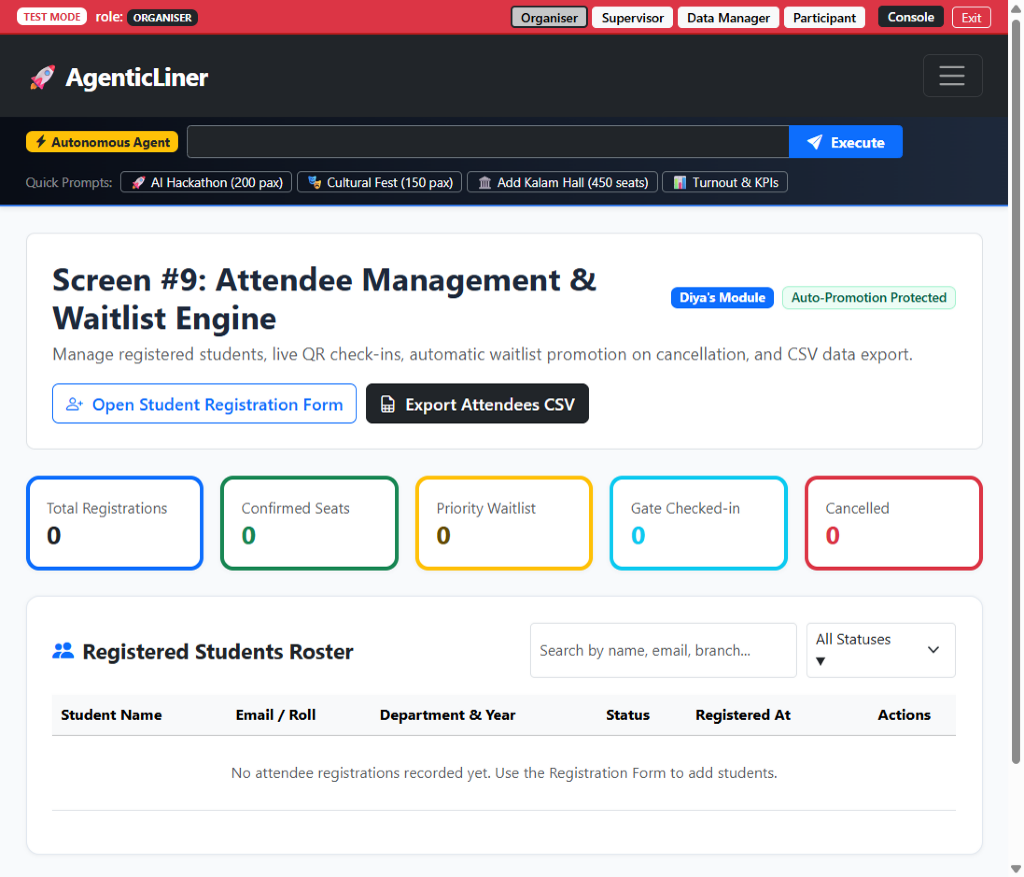 TEST MODE role: ORGANISER Organiser Supervisor Data Manager Participant Console Exit
🚀 AgenticLiner
Autonomous Agent Execute
Quick Prompts: 🚀 AI Hackathon (200 pax) 🎭 Cultural Fest (150 pax) 🏛️ Add Kalam Hall (450 seats) 📊 Turnout & KPIs
Screen #9: Attendee Management &
Waitlist Engine
Diya's Module Auto-Promotion Protected
Manage registered students, live QR check-ins, automatic waitlist promotion on cancellation, and CSV data export.
Open Student Registration Form Export Attendees CSV
Total Registrations Confirmed Seats Priority Waitlist Gate Checked-in Cancelled
0 0 0 0 0
Registered Students Roster Search by name, email, branch... All Statuses
▼
Student Name Email / Roll Department & Year Status Registered At Actions
No attendee registrations recorded yet. Use the Registration Form to add students.